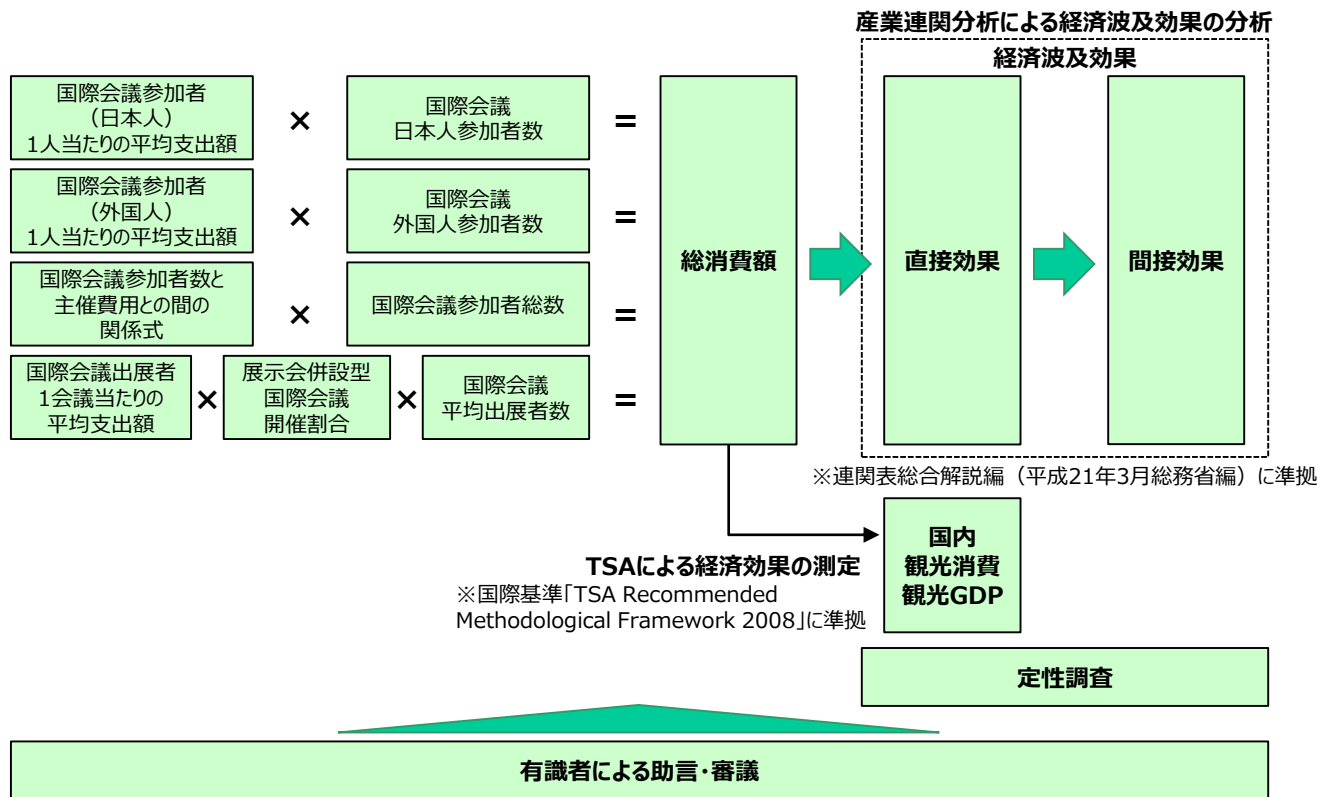 産業連関分析による経済波及効果の分析
経済波及効果
国際会議参加者
（日本人）
1人当たりの平均支出額
×
国際会議
日本人参加者数
=
国際会議参加者
（外国人）
1人当たりの平均支出額
×
国際会議
外国人参加者数
=
国際会議参加者数と
主催費用との間の
関係式
×
国際会議参加者総数
=
国際会議出展者
1会議当たりの
平均支出額
×
展示会併設型
国際会議
開催割合
×
国際会議
平均出展者数
=
総消費額
直接効果
間接効果
※連関表総合解説編（平成21年3月総務省編）に準拠
TSAによる経済効果の測定
※国際基準「TSA Recommended
Methodological Framework 2008」に準拠
国内
観光消費
観光GDP
定性調査
有識者による助言・審議